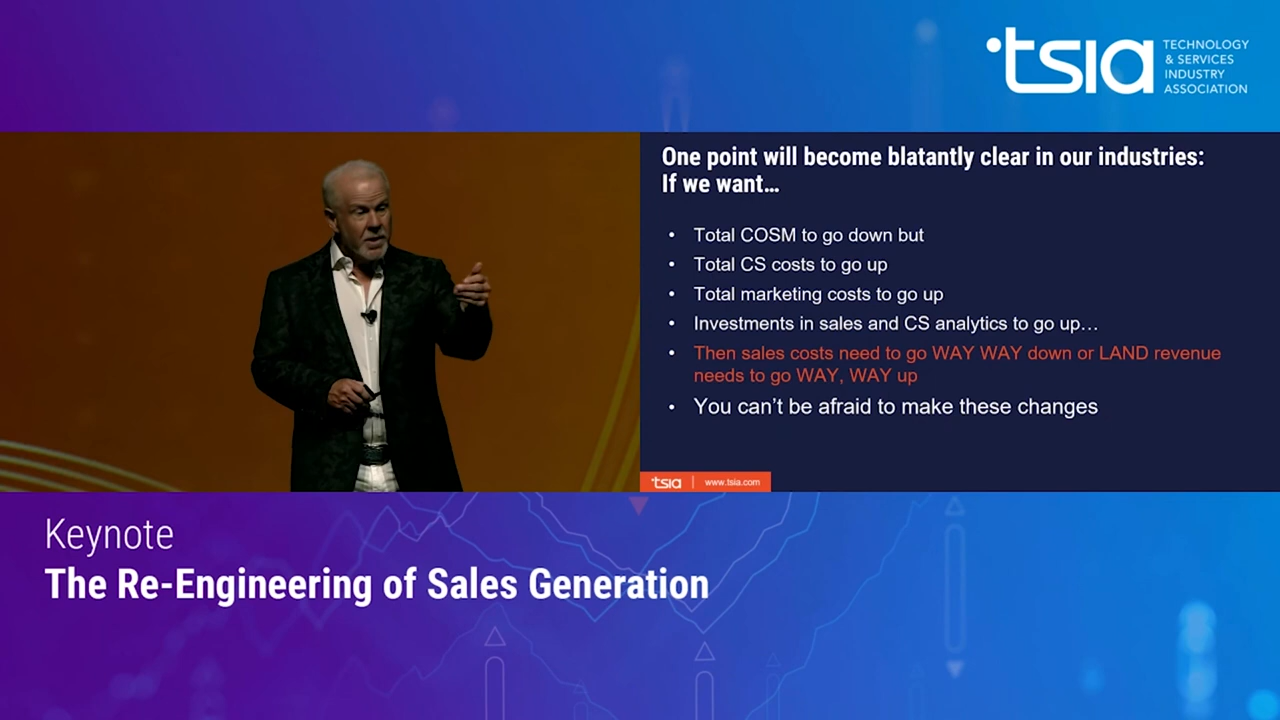 tsia
TECHNOLOGY
& SERVICES
INDUSTRY
ASSOCIATION
One point will become blatantly clear in our industries:
If we want…
• Total COSM to go down but
• Total CS costs to go up
• Total marketing costs to go up
• Investments in sales and CS analytics to go up…
• Then sales costs need to go WAY WAY down or LAND revenue
needs to go WAY, WAY up
• You can’t be afraid to make these changes
tsia | www.tsia.com
Keynote
The Re-Engineering of Sales Generation